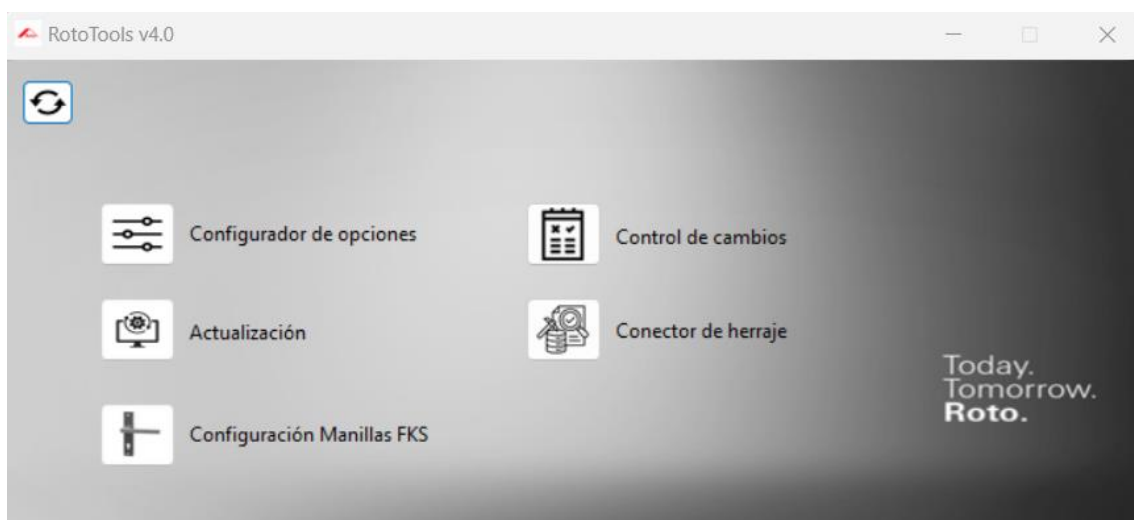 RotoTools v4.0
Configurador de opciones
Control de cambios
Actualización
Conector de herraje
Configuración Manillas FKS
Today.
Tomorrow.
Roto.